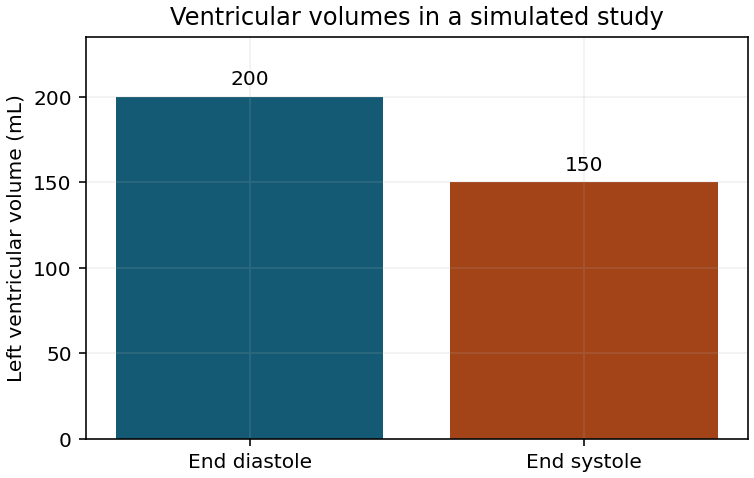 Ventricular volumes in a simulated study
Left ventricular volume (mL)
200
150
100
50
0
200
150
End diastole
End systole